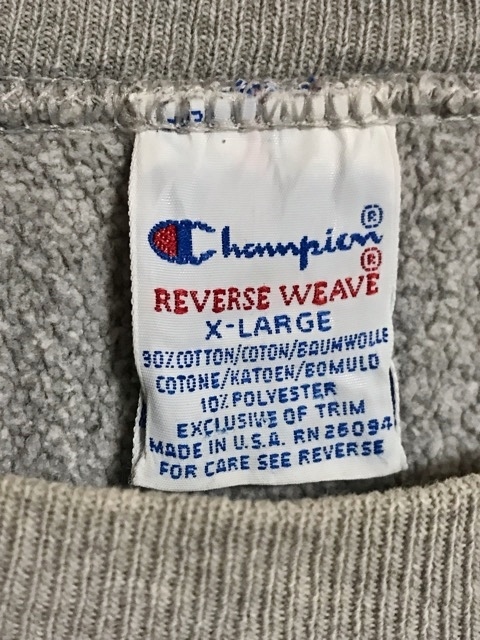 Champion®
®
REVERSE WEAVE
X-LARGE
90% COTTON/COTON/BAUMWOLLE
COTONE/KATOEN/BOMULD
10% POLYESTER
EXCLUSIVE OF TRIM
MADE IN U.S.A. RN 26094
FOR CARE SEE REVERSE